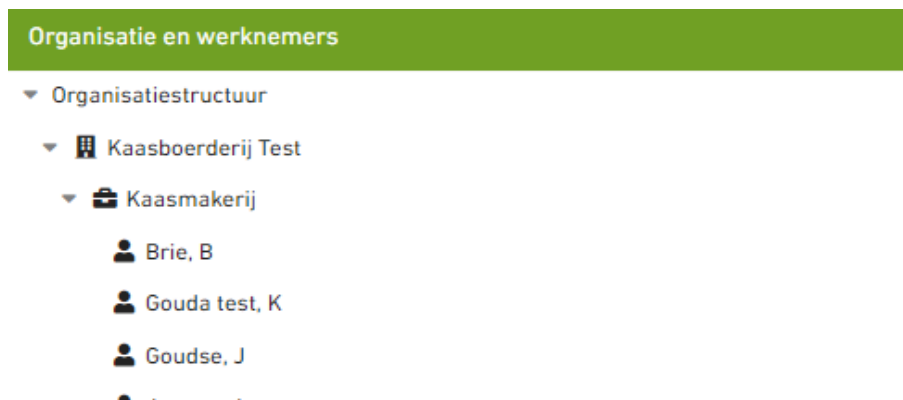 Organisatie en werknemers
Organisatiestructuur
Kaasboerderij Test
Kaasmakerij
Brie, B
Gouda test, K
Goudse, J